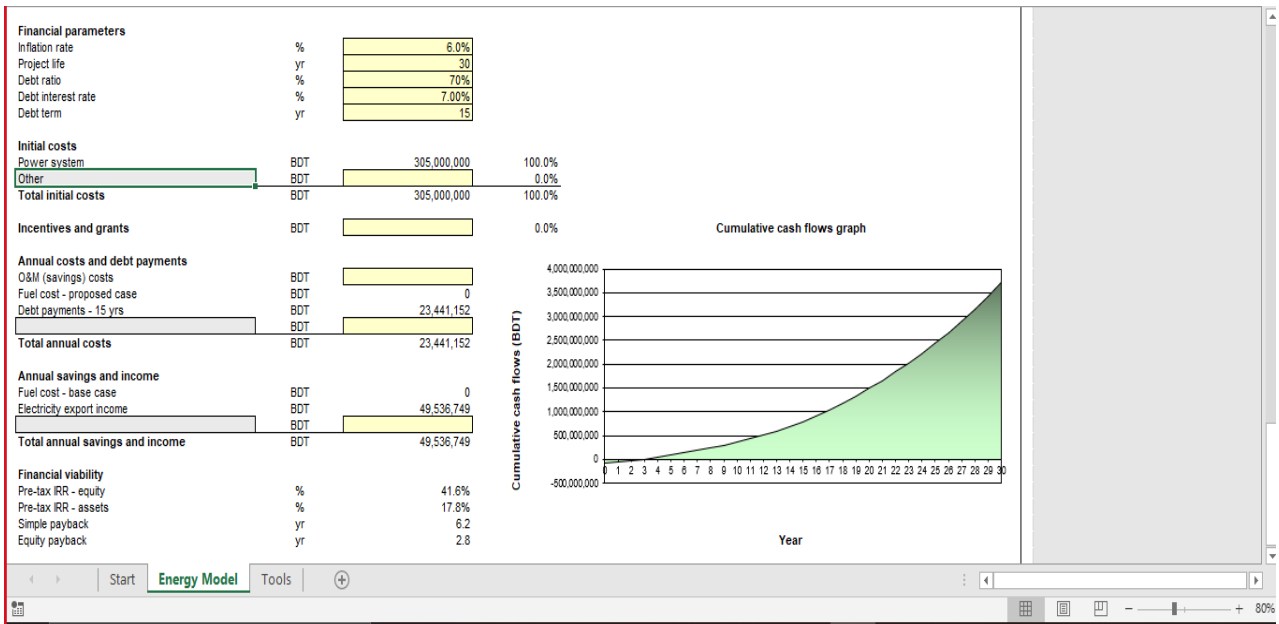 Financial parameters
Inflation rate % 6.0%
Project life yr 30
Debt ratio % 70%
Debt interest rate % 7.00%
Debt term yr 15
Initial costs
Power system BDT 305,000,000 100.0%
Other BDT 0.0%
Total initial costs BDT 305,000,000 100.0%
Incentives and grants BDT 0.0%
Annual costs and debt payments
O&M (savings) costs BDT
Fuel cost - proposed case BDT 0
Debt payments - 15 yrs BDT 23,441,152
BDT
Total annual costs BDT 23,441,152
Annual savings and income
Fuel cost - base case BDT 0
Electricity export income BDT 49,536,749
BDT
Total annual savings and income BDT 49,536,749
Financial viability
Pre-tax IRR - equity % 41.6%
Pre-tax IRR - assets % 17.8%
Simple payback yr 6.2
Equity payback yr 2.8
Cumulative cash flows graph
Cumulative cash flows (BDT)
4,000,000,000
3,500,000,000
3,000,000,000
2,500,000,000
2,000,000,000
1,500,000,000
1,000,000,000
500,000,000
0
-500,000,000
0 1 2 3 4 5 6 7 8 9 10 11 12 13 14 15 16 17 18 19 20 21 22 23 24 25 26 27 28 29 30
Year
Start Energy Model Tools
80%